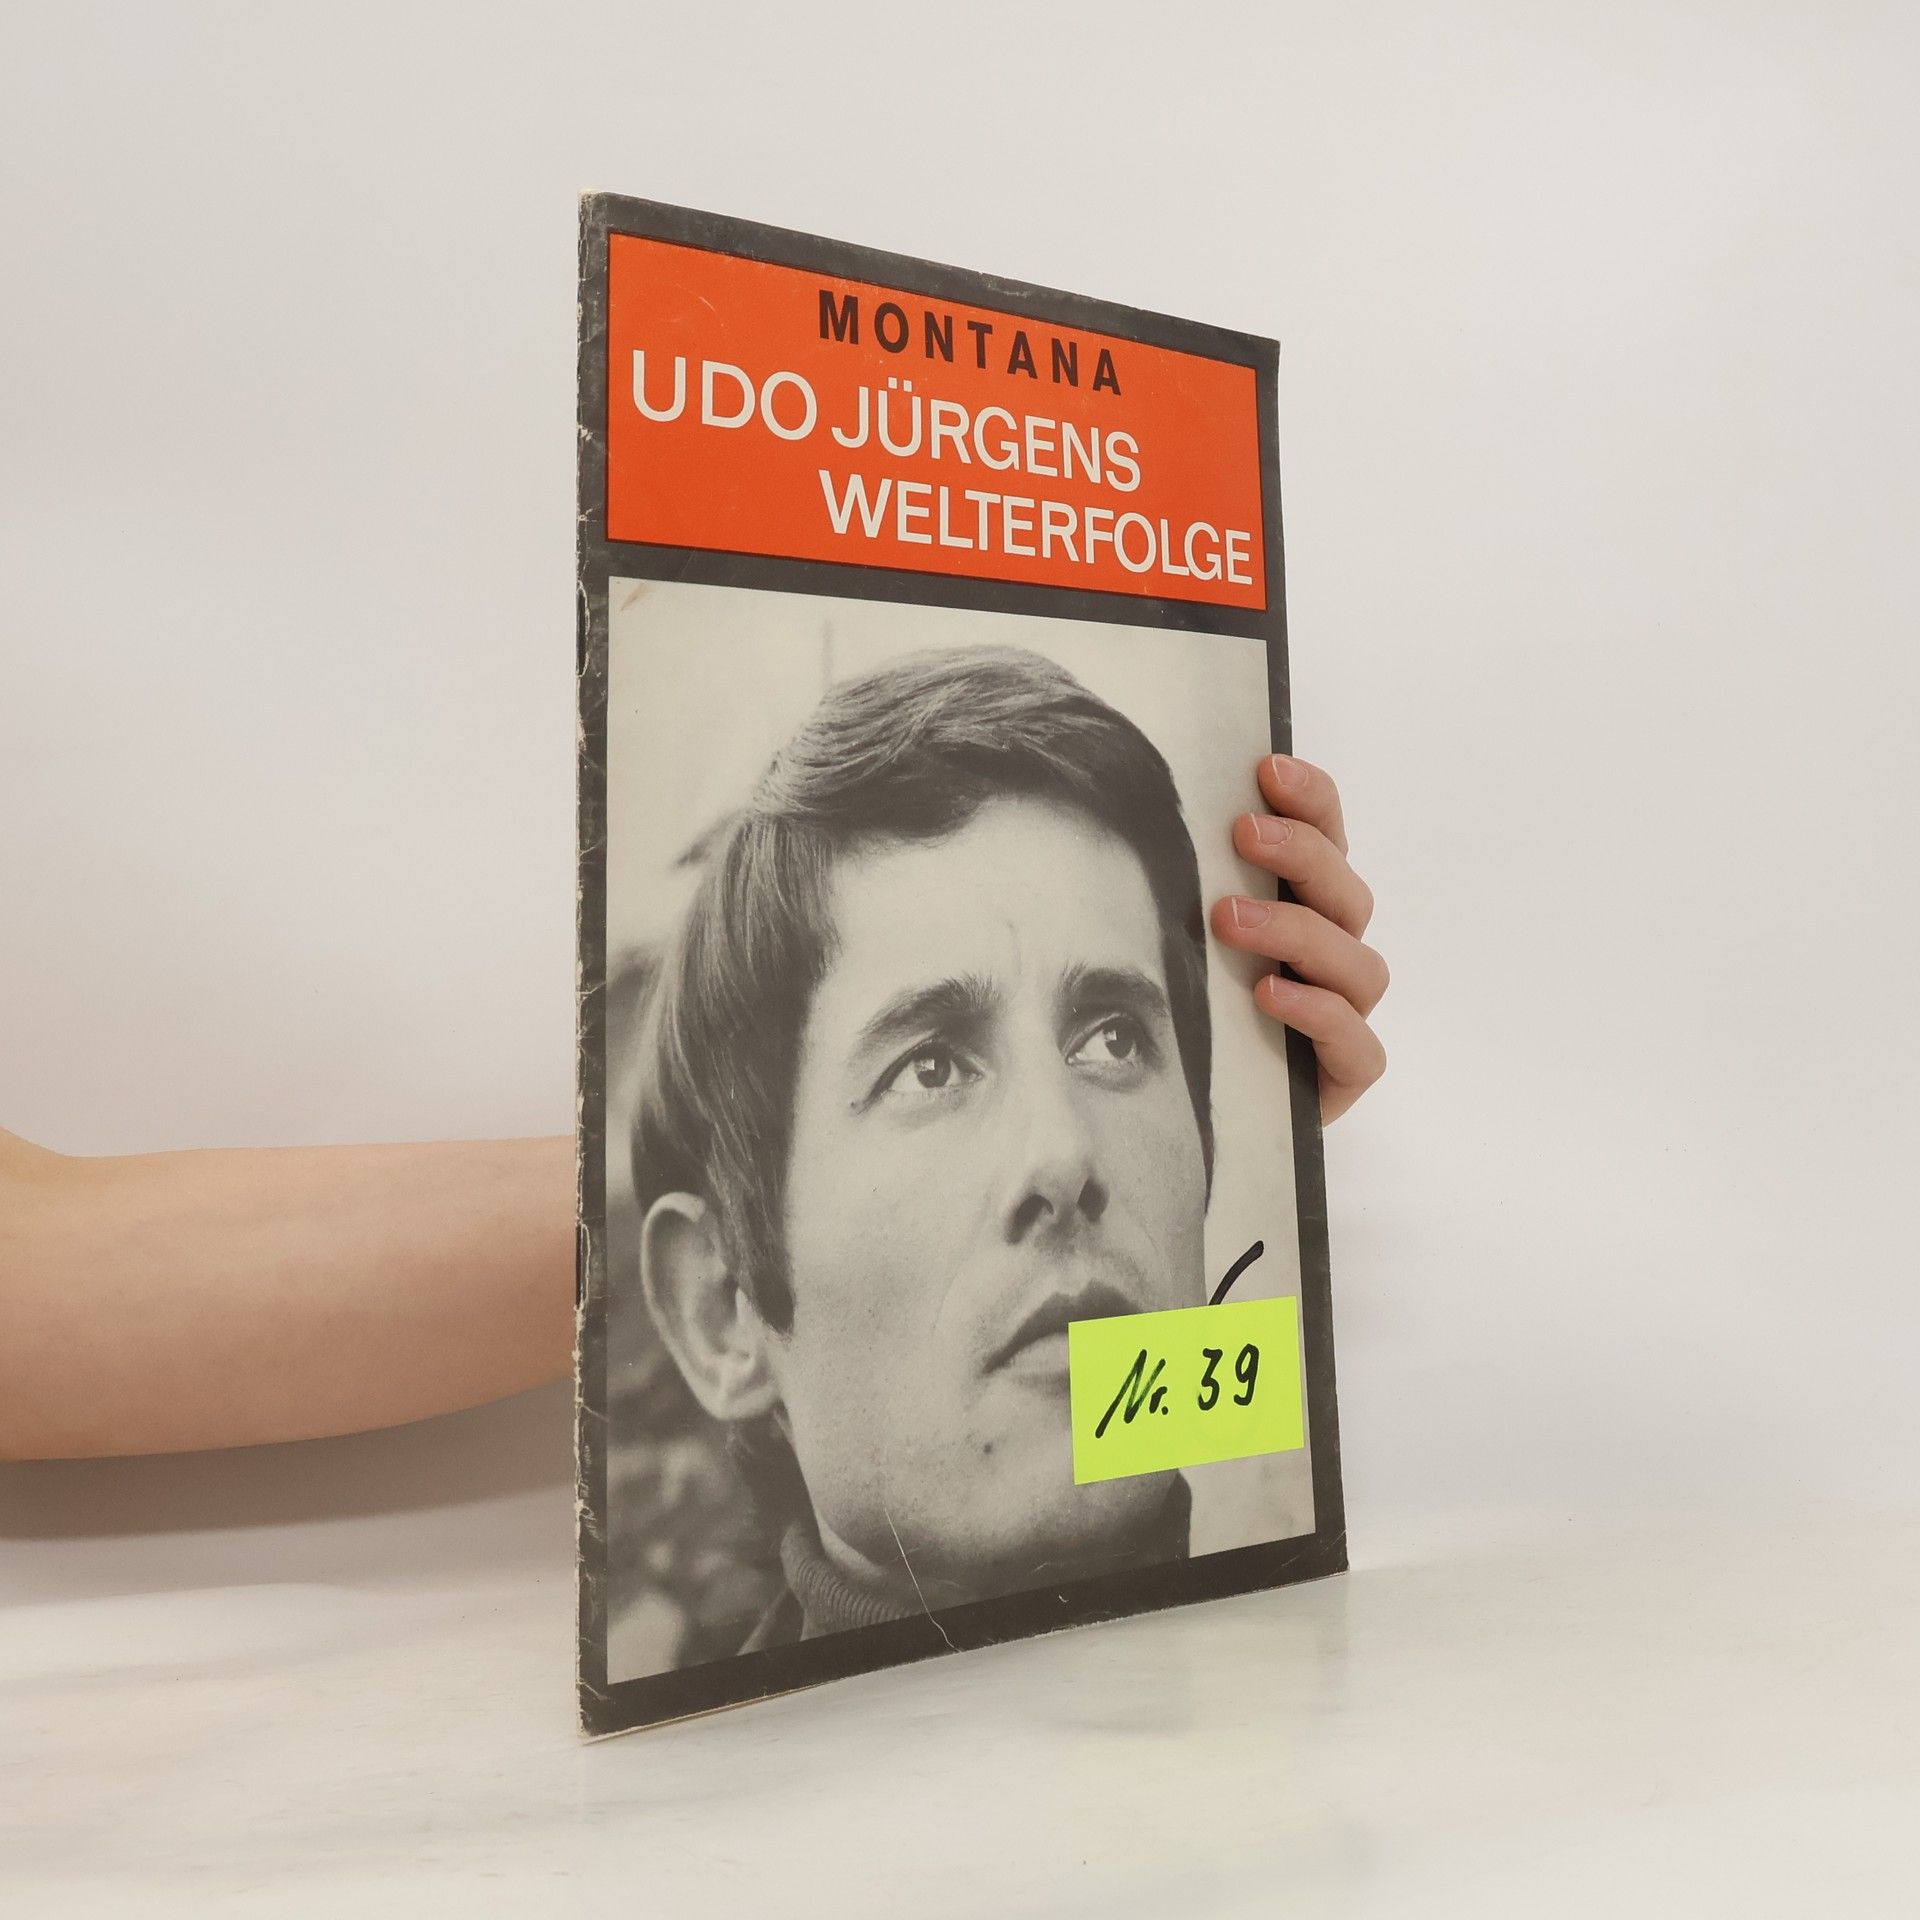 MONTANA
UDO JÜRGENS
WELTERFOLGE
Nr. 39